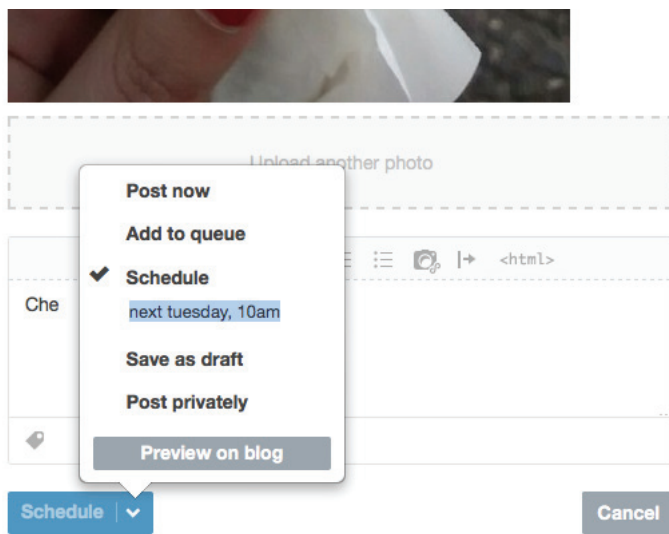 Upload another photo
Post now
Add to queue
Schedule
next tuesday, 10am
Save as draft
Post privately
Preview on blog
<html>
Che
Schedule
Cancel